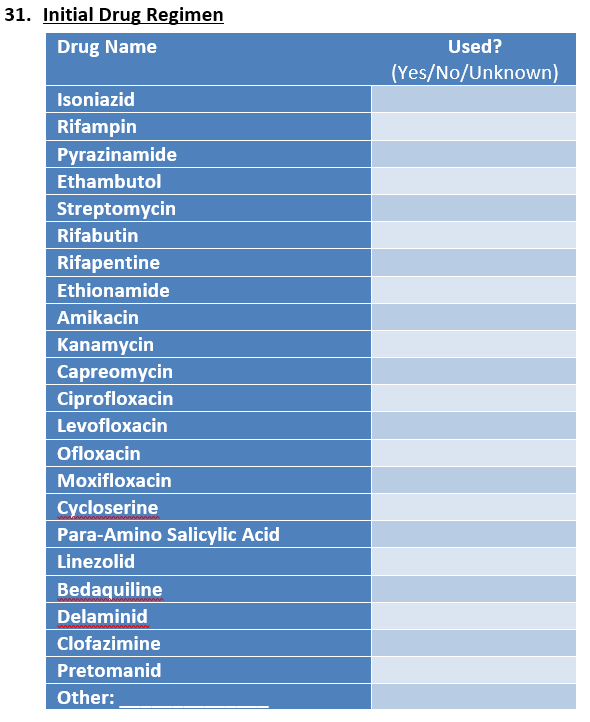 31. Initial Drug Regimen
Drug Name Used?
(Yes/No/Unknown)
Isoniazid
Rifampin
Pyrazinamide
Ethambutol
Streptomycin
Rifabutin
Rifapentine
Ethionamide
Amikacin
Kanamycin
Capreomycin
Ciprofloxacin
Levofloxacin
Ofloxacin
Moxifloxacin
Cycloserine
Para-Amino Salicylic Acid
Linezolid
Bedaquiline
Delaminid
Clofazimine
Pretomanid
Other: _______________